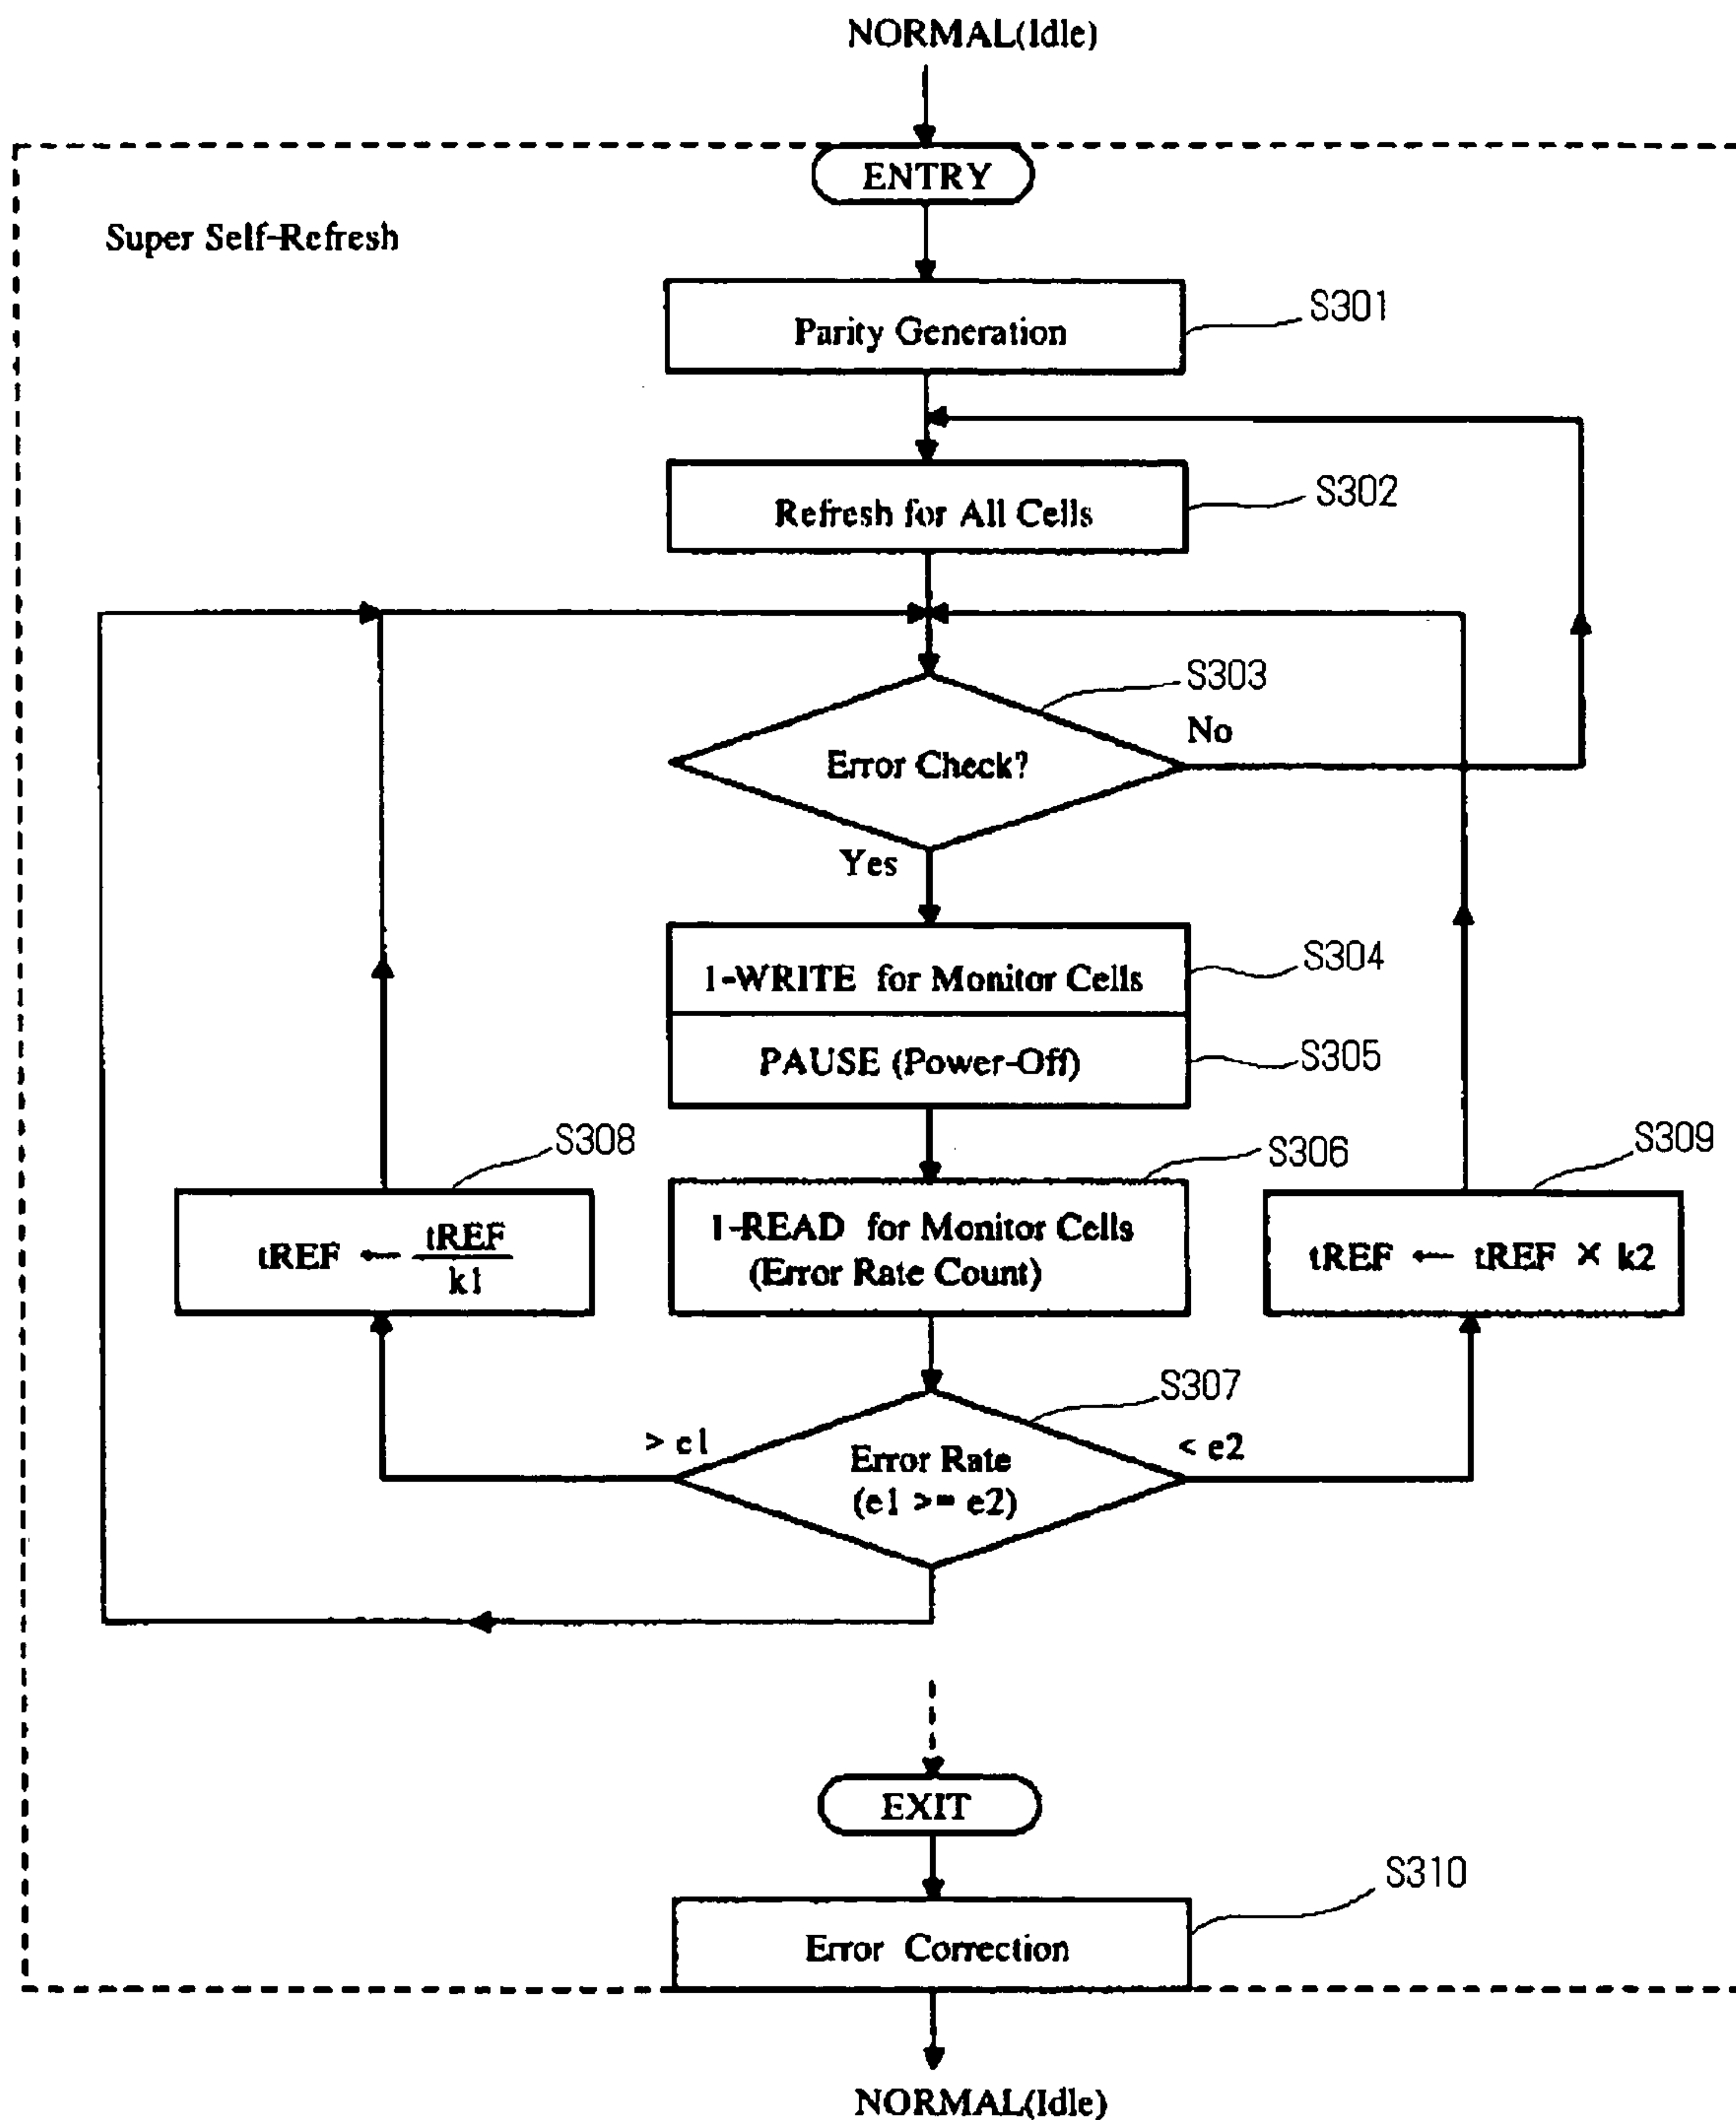 NORMAL(Idle)
ENTRY
Super Self-Refresh
Parity Generation
S301
Refresh for All Cells
S302
S303
Error Check?
No
Yes
1-WRITE for Monitor Cells
S304
PAUSE (Power-Off)
S305
S308
S306
S309
tREF ← tREF / k1
1-READ for Monitor Cells
(Error Rate Count)
tREF ← tREF × k2
S307
> e1
< e2
Error Rate
(e1 >= e2)
EXIT
S310
Error Correction
NORMAL(Idle)